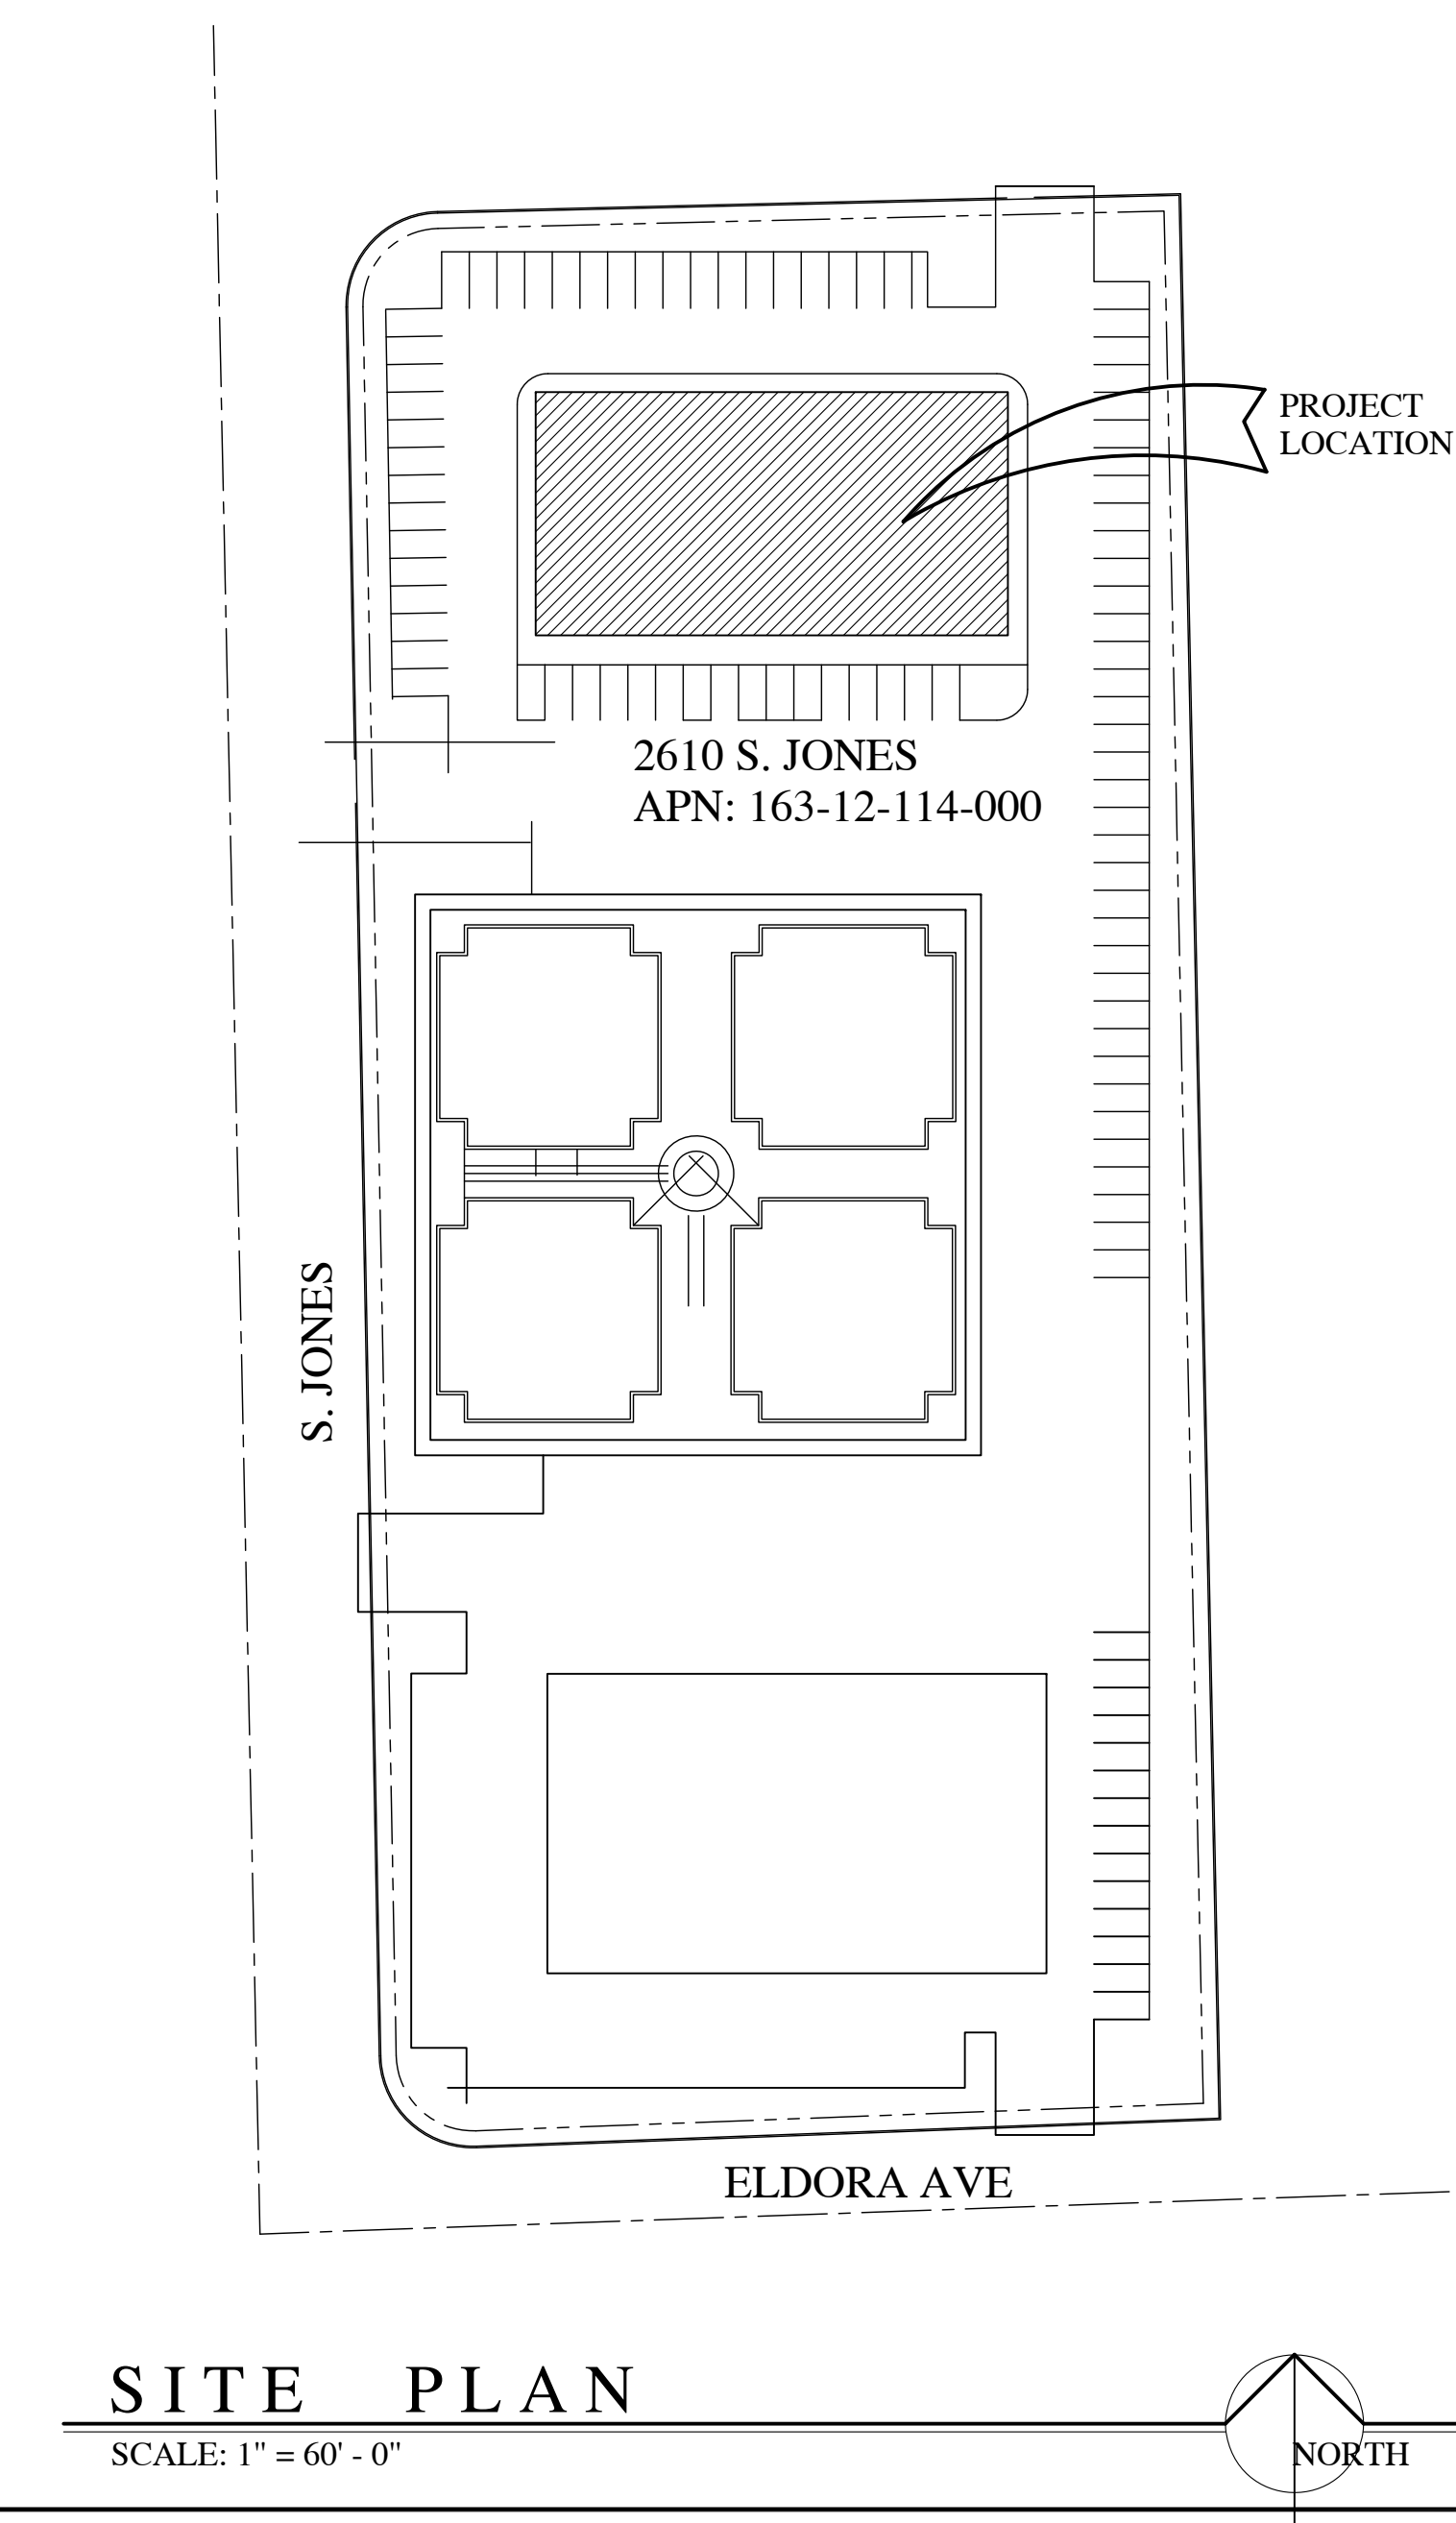 PROJECT
LOCATION
2610 S. JONES
APN: 163-12-114-000
S. JONES
ELDORA AVE
SITE PLAN
SCALE: 1" = 60' - 0"
NORTH